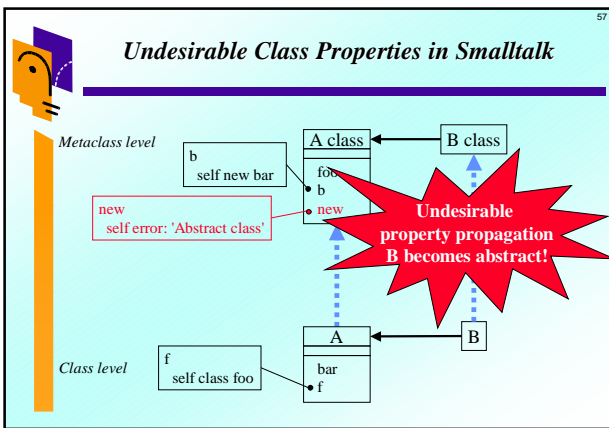 57
Undesirable Class Properties in Smalltalk
Metaclass level
A class
B class
b
self new bar
foo
b
new
new
self error: 'Abstract class'
Undesirable
property propagation
B becomes abstract!
A
B
Class level
f
self class foo
bar
f